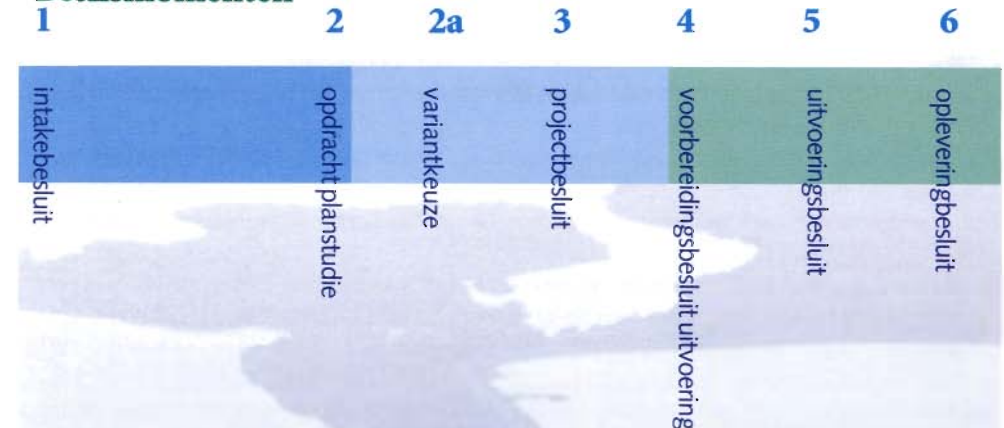 1 2 2a 3 4 5 6
intakebesluit
opdracht planstudie
variantkeuze
projectbesluit
voorbereidingsbesluit uitvoering
uitvoeringsbesluit
opleveringbesluit